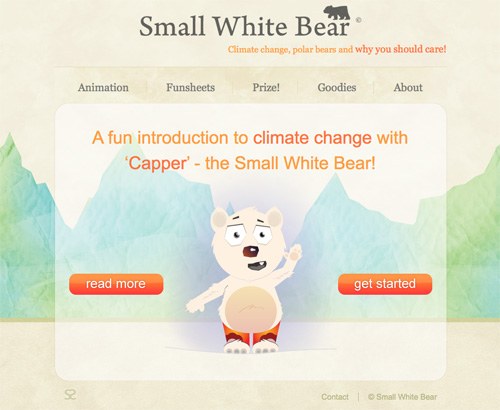 Small White Bear ©
Climate change, polar bears and why you should care!
Animation Funsheets Prize! Goodies About
A fun introduction to climate change with
‘Capper’ - the Small White Bear!
read more get started
Contact | © Small White Bear